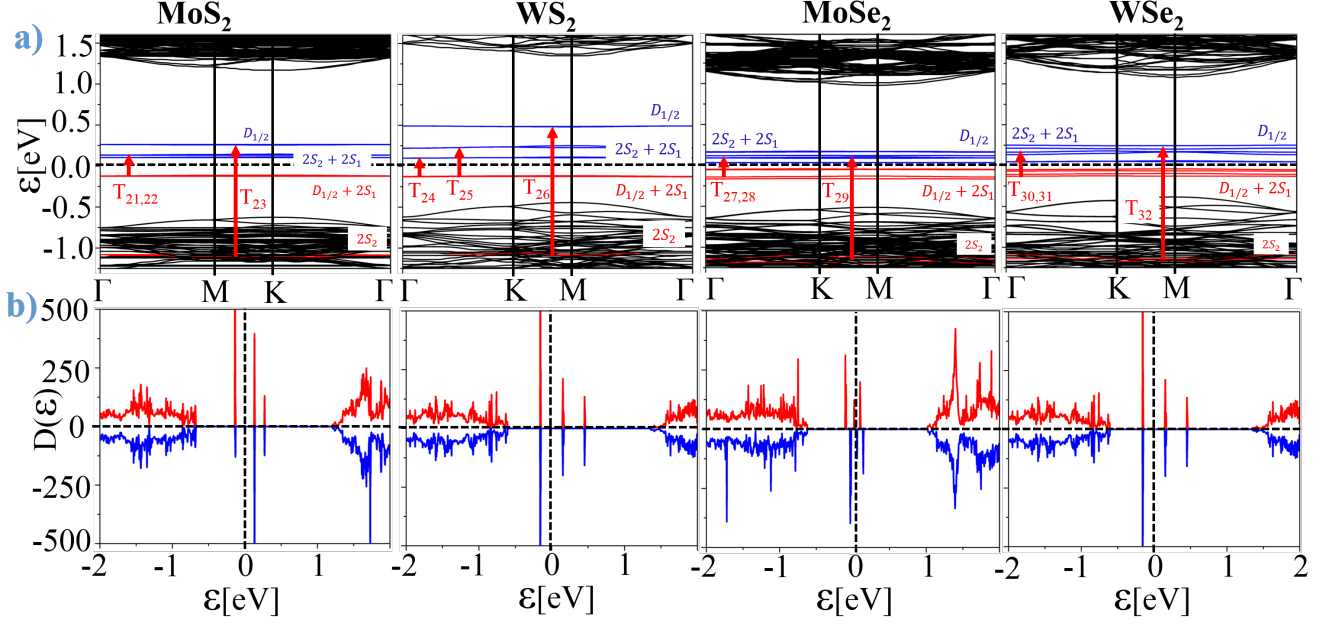 MoS₂ WS₂ MoSe₂ WSe₂
a)
ε[eV]
1.5
1.0
0.5
0.0
-0.5
-1.0
D₁/₂
2S₂ + 2S₁
D₁/₂ + 2S₁
2S₂
T₂₁,₂₂
T₂₃
D₁/₂
2S₂ + 2S₁
D₁/₂ + 2S₁
2S₂
T₂₄
T₂₅
T₂₆
2S₂ + 2S₁
D₁/₂
D₁/₂ + 2S₁
2S₂
T₂₇,₂₈
T₂₉
2S₂ + 2S₁
D₁/₂
D₁/₂ + 2S₁
2S₂
T₃₀,₃₁
T₃₂
Γ M K Γ Γ K M Γ Γ K M Γ Γ K M Γ
b)
D(ε)
500
250
0
-250
-500
-2 -1 0 1 -2 -1 0 1 -2 -1 0 1 -2 -1 0 1 2
ε[eV] ε[eV] ε[eV] ε[eV]